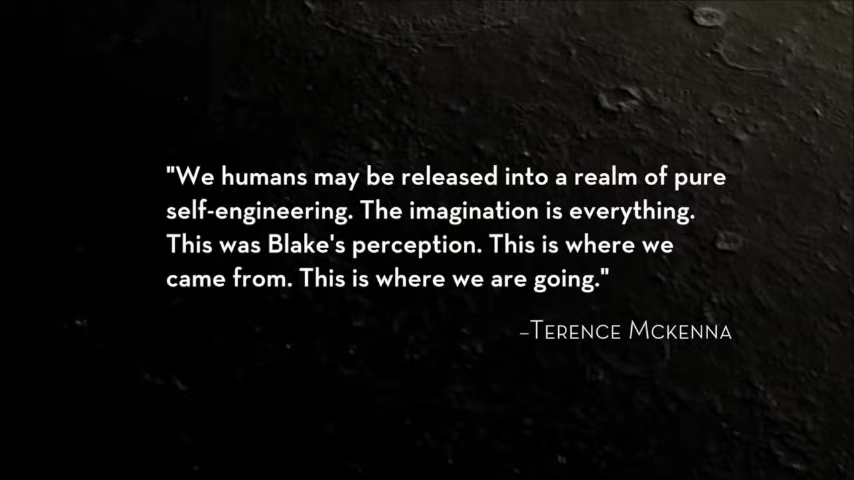 "We humans may be released into a realm of pure
self-engineering. The imagination is everything.
This was Blake's perception. This is where we
came from. This is where we are going."
–Terence Mckenna